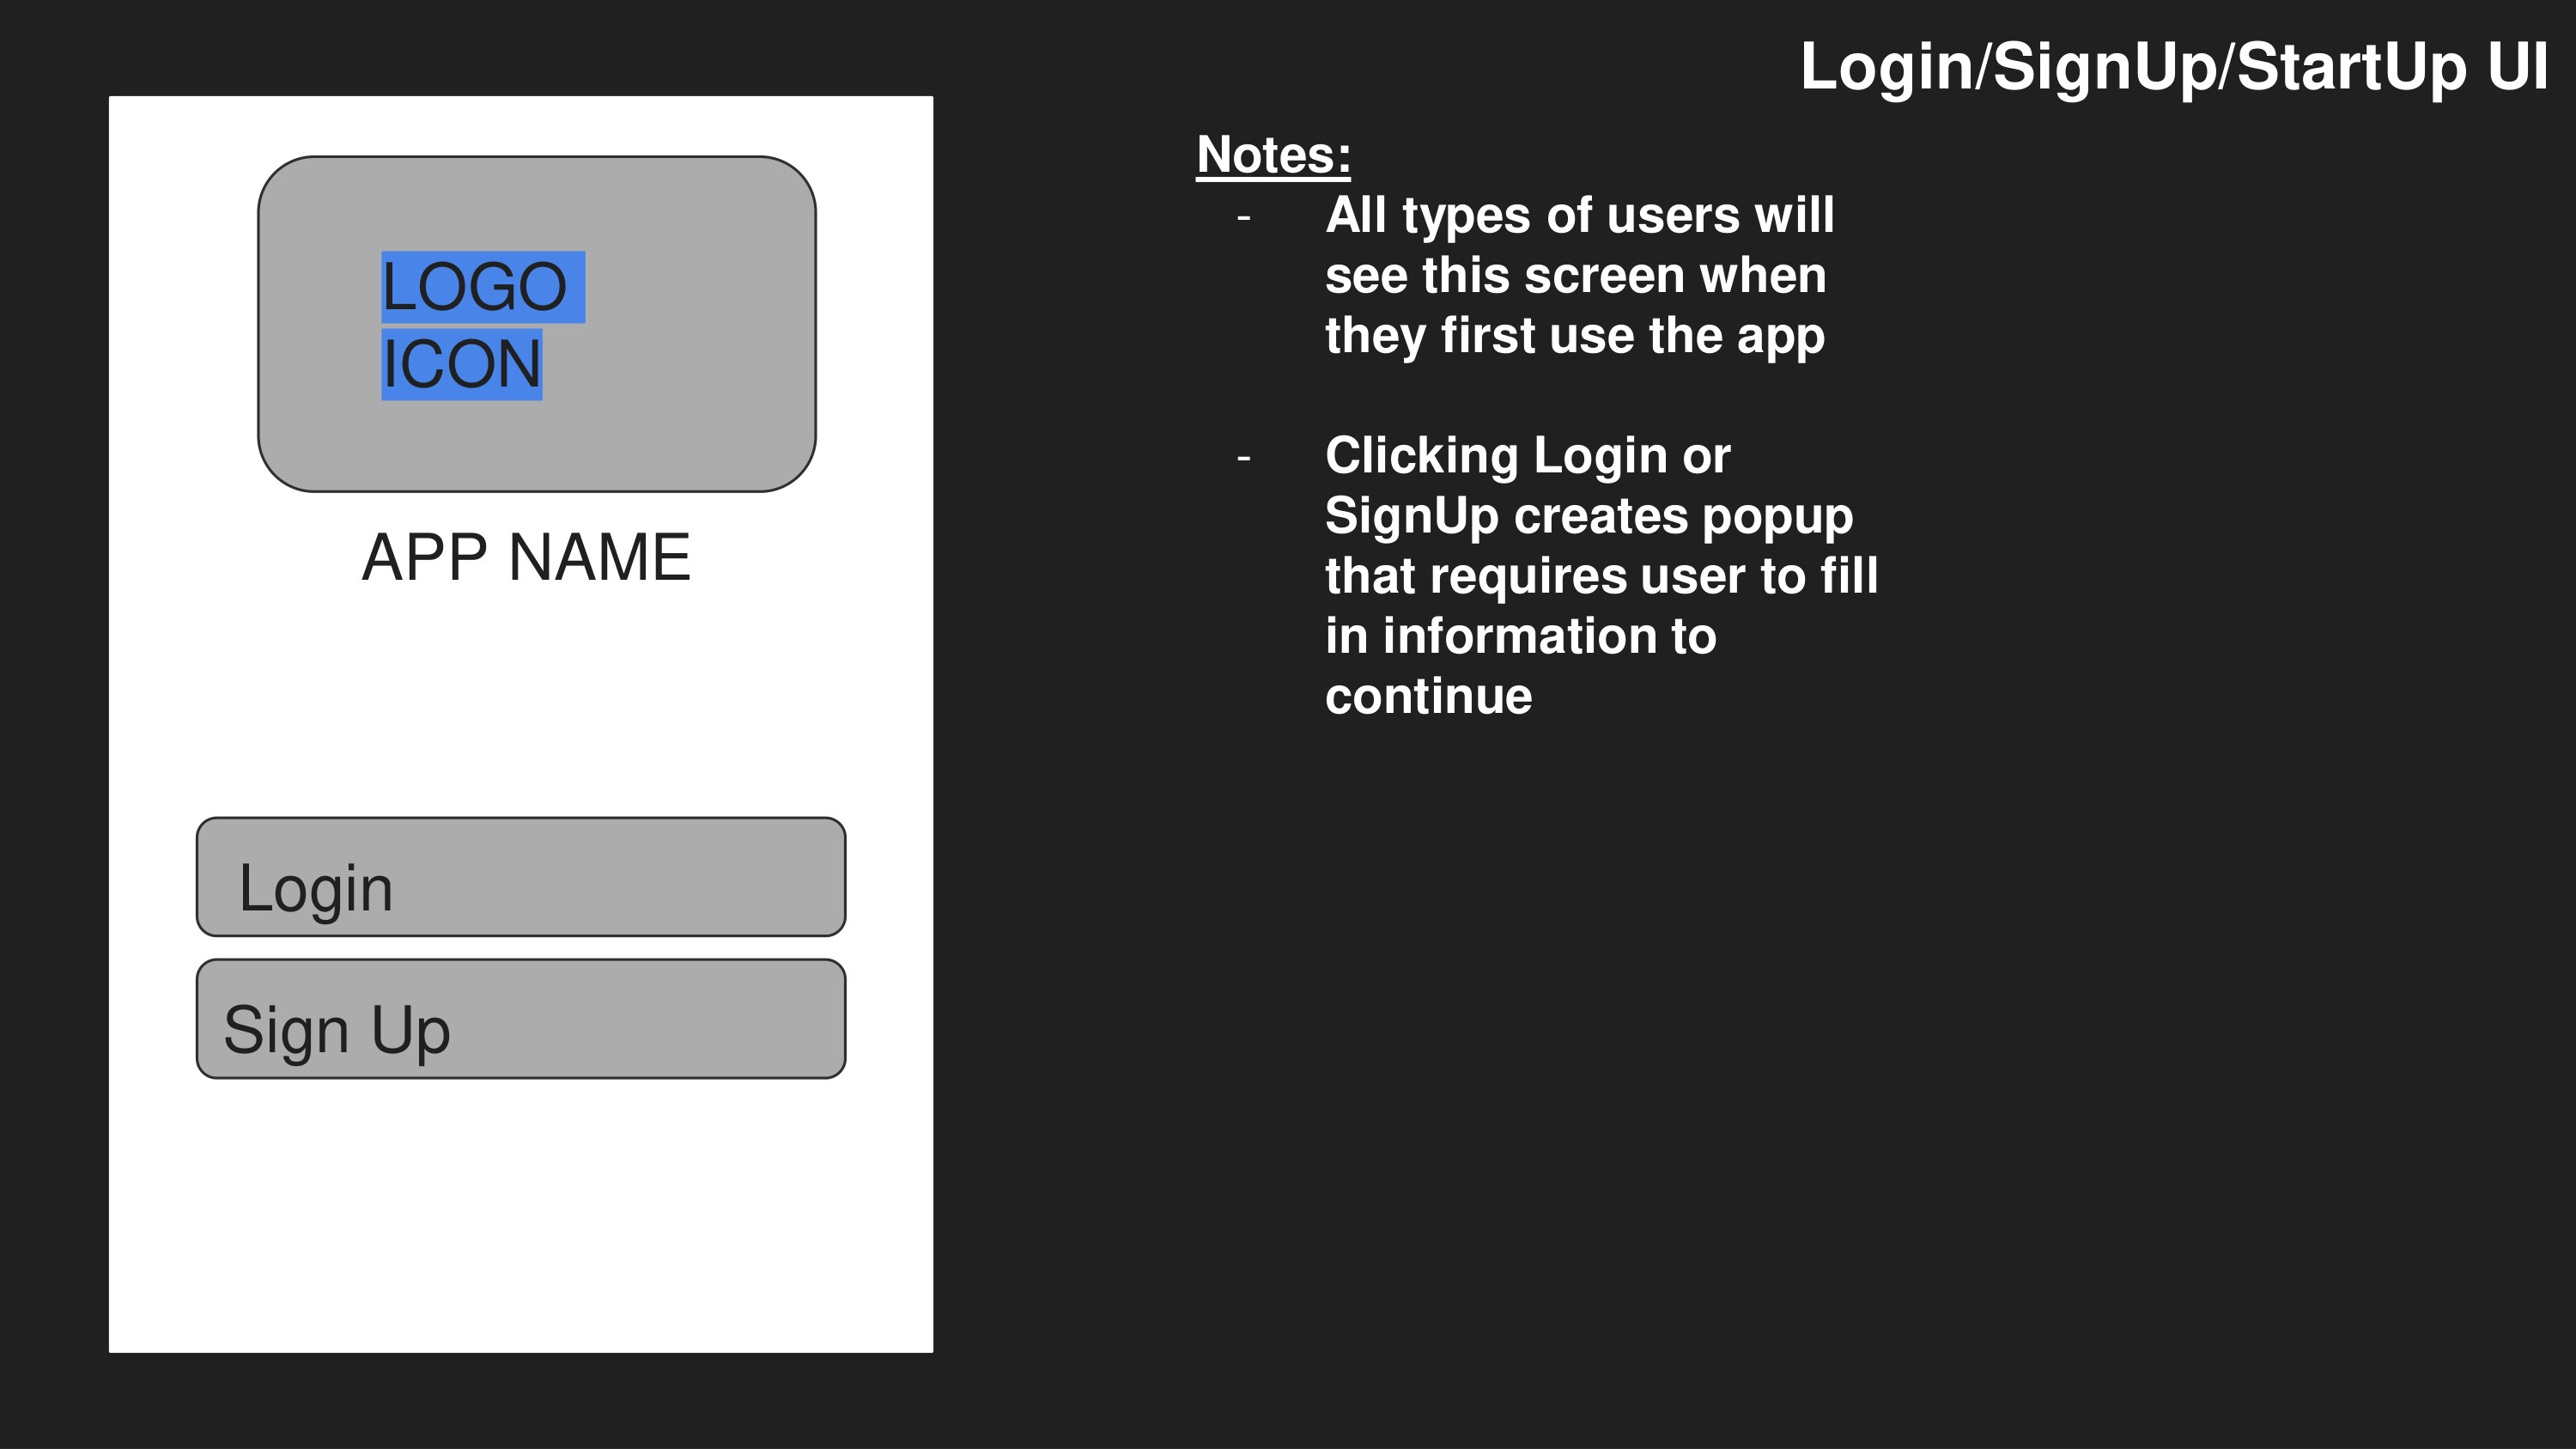 Login/SignUp/StartUp UI
LOGO
ICON
APP NAME
Login
Sign Up
Notes:
- All types of users will
see this screen when
they first use the app
- Clicking Login or
SignUp creates popup
that requires user to fill
in information to
continue